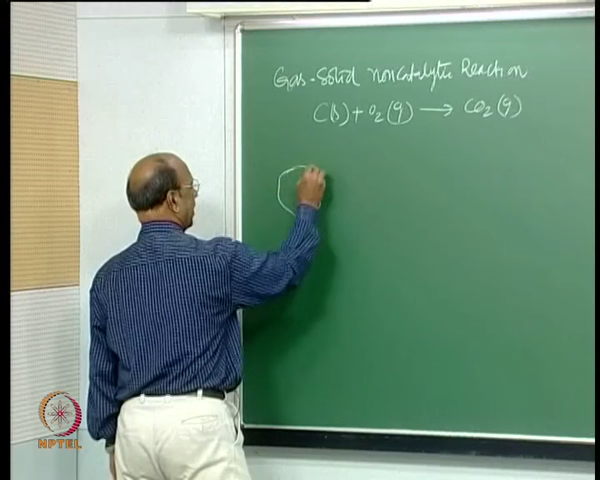 Gas-Solid noncatalytic Reaction
C(s) + O₂(g) ⟶ CO₂(g)
NPTEL